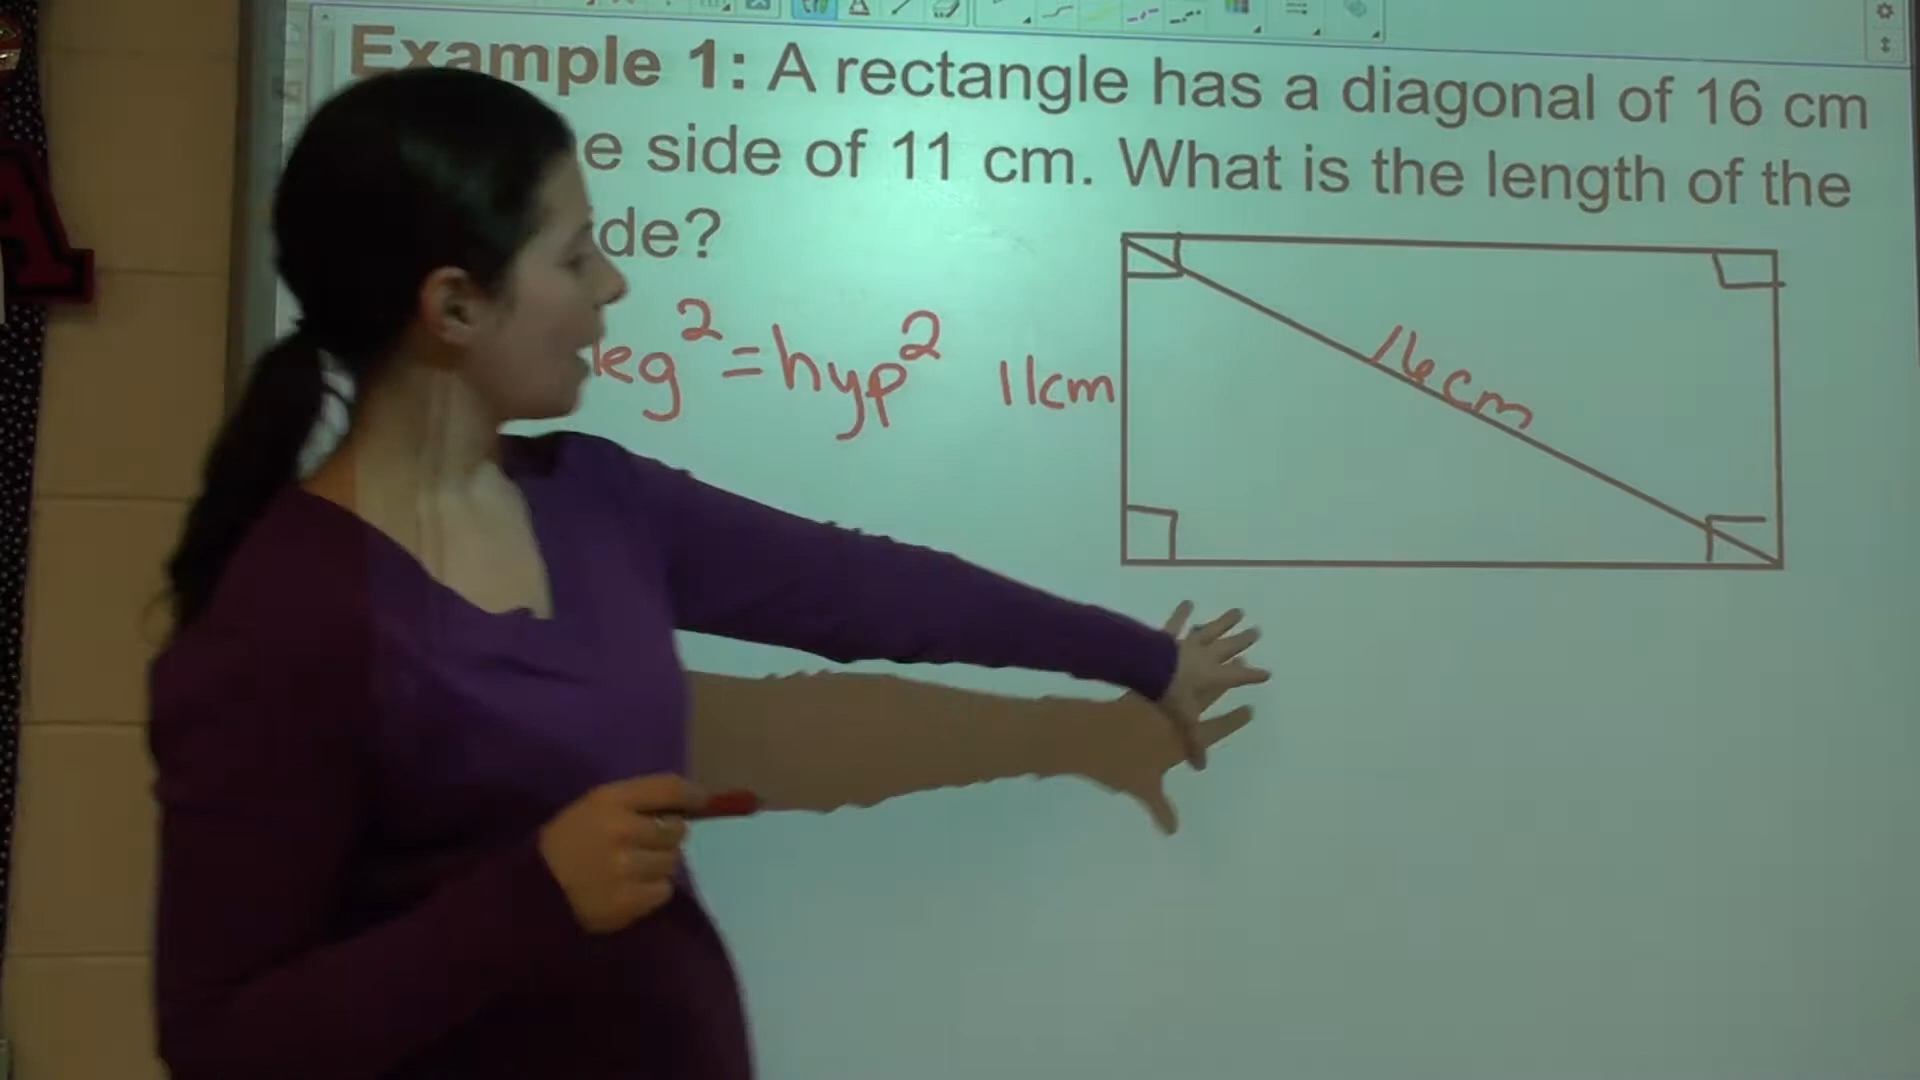 Example 1: A rectangle has a diagonal of 16 cm
side of 11 cm. What is the length of the
leg² = hyp² 11cm
16cm
A